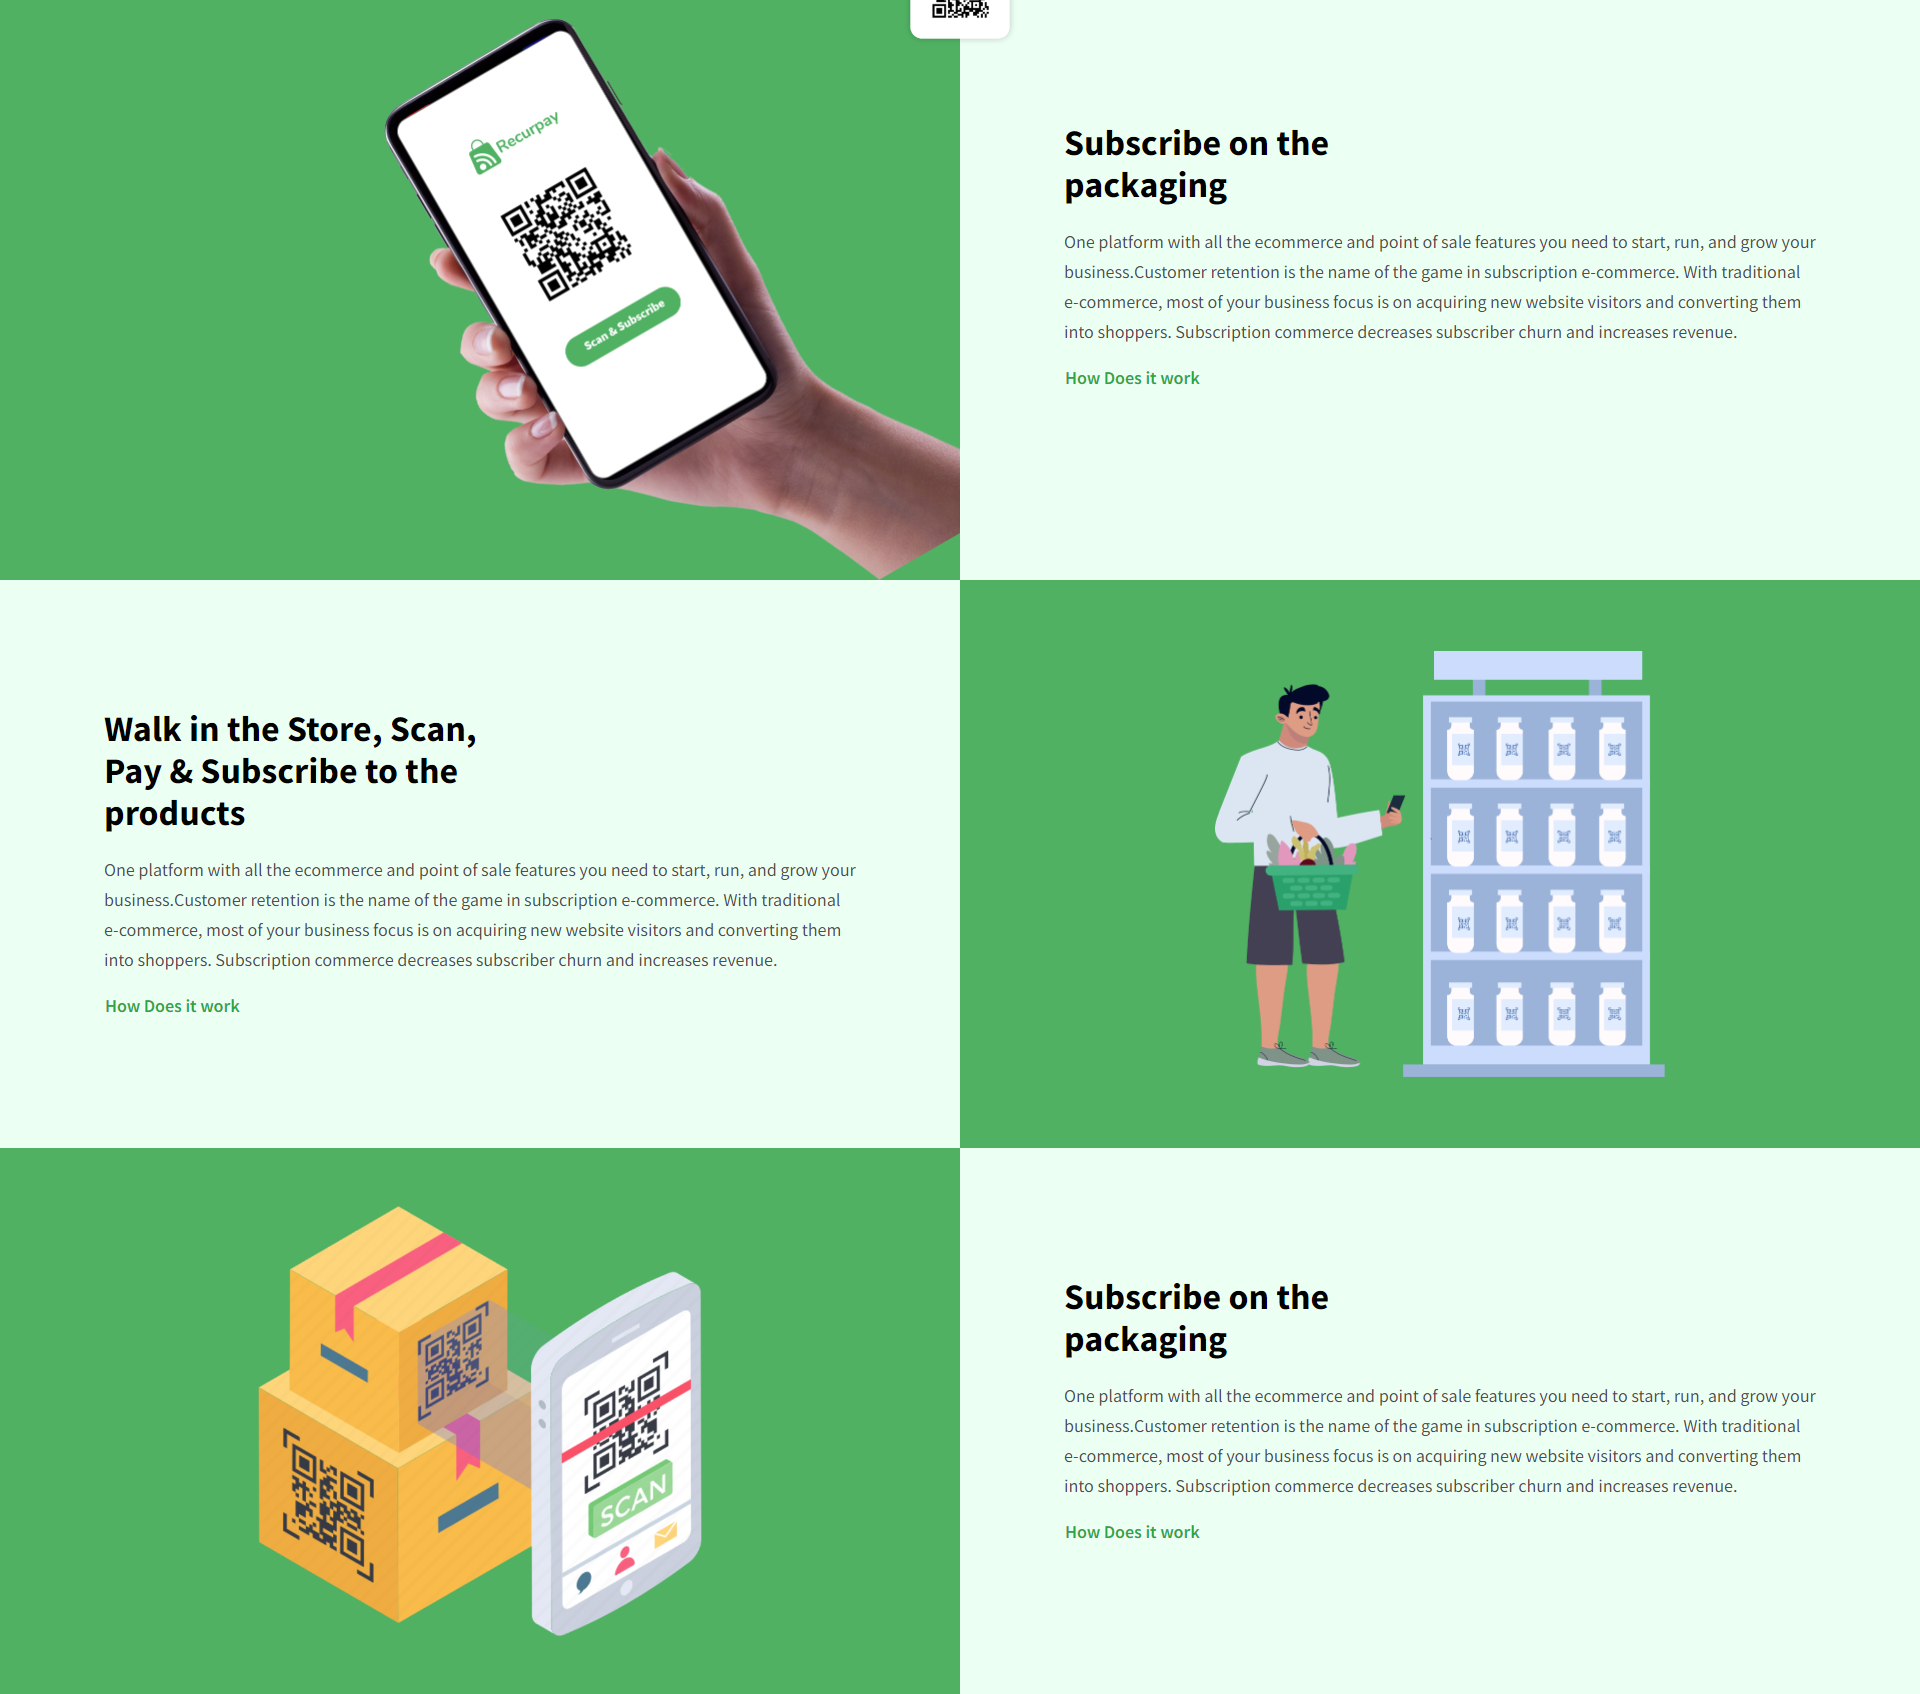 Recurpay
Scan & Subscribe
Subscribe on the
packaging
One platform with all the ecommerce and point of sale features you need to start, run, and grow your
business.Customer retention is the name of the game in subscription e-commerce. With traditional
e-commerce, most of your business focus is on acquiring new website visitors and converting them
into shoppers. Subscription commerce decreases subscriber churn and increases revenue.
How Does it work
Walk in the Store, Scan,
Pay & Subscribe to the
products
One platform with all the ecommerce and point of sale features you need to start, run, and grow your
business.Customer retention is the name of the game in subscription e-commerce. With traditional
e-commerce, most of your business focus is on acquiring new website visitors and converting them
into shoppers. Subscription commerce decreases subscriber churn and increases revenue.
How Does it work
SCAN
Subscribe on the
packaging
One platform with all the ecommerce and point of sale features you need to start, run, and grow your
business.Customer retention is the name of the game in subscription e-commerce. With traditional
e-commerce, most of your business focus is on acquiring new website visitors and converting them
into shoppers. Subscription commerce decreases subscriber churn and increases revenue.
How Does it work